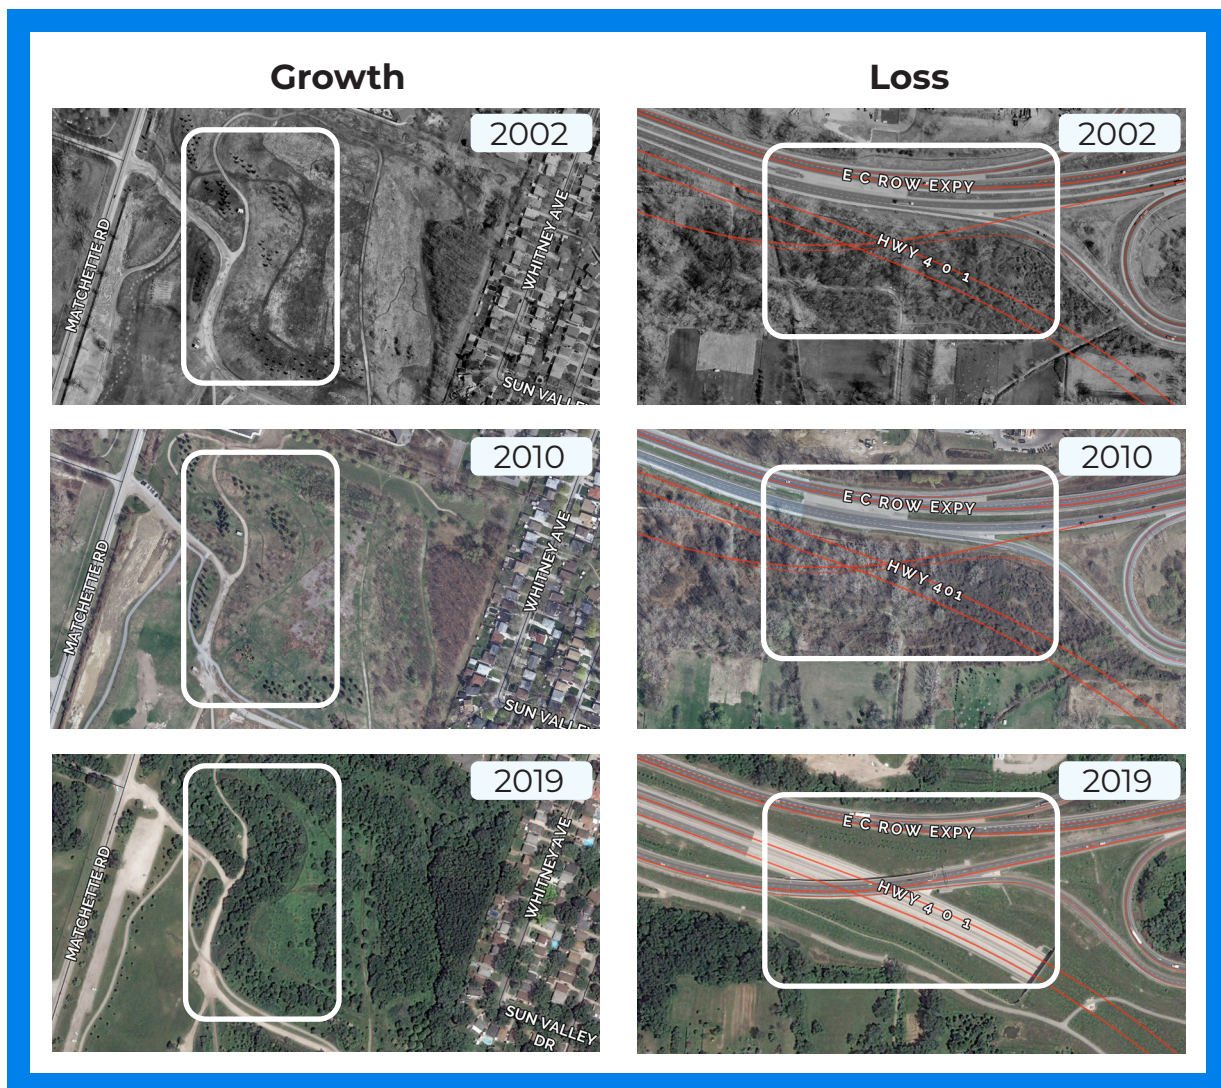 Growth
Loss
2002
MATCHETTE RD
WHITNEY AVE
SUN VALLEY
2002
E C ROW EXPY
HWY 4 0 1
2010
MATCHETTE RD
WHITNEY AVE
SUN VALLEY
2010
E C ROW EXPY
HWY 401
2019
MATCHETTE RD
WHITNEY AVE
SUN VALLEY
DR
2019
E C ROW EXPY
HWY 4 0 1